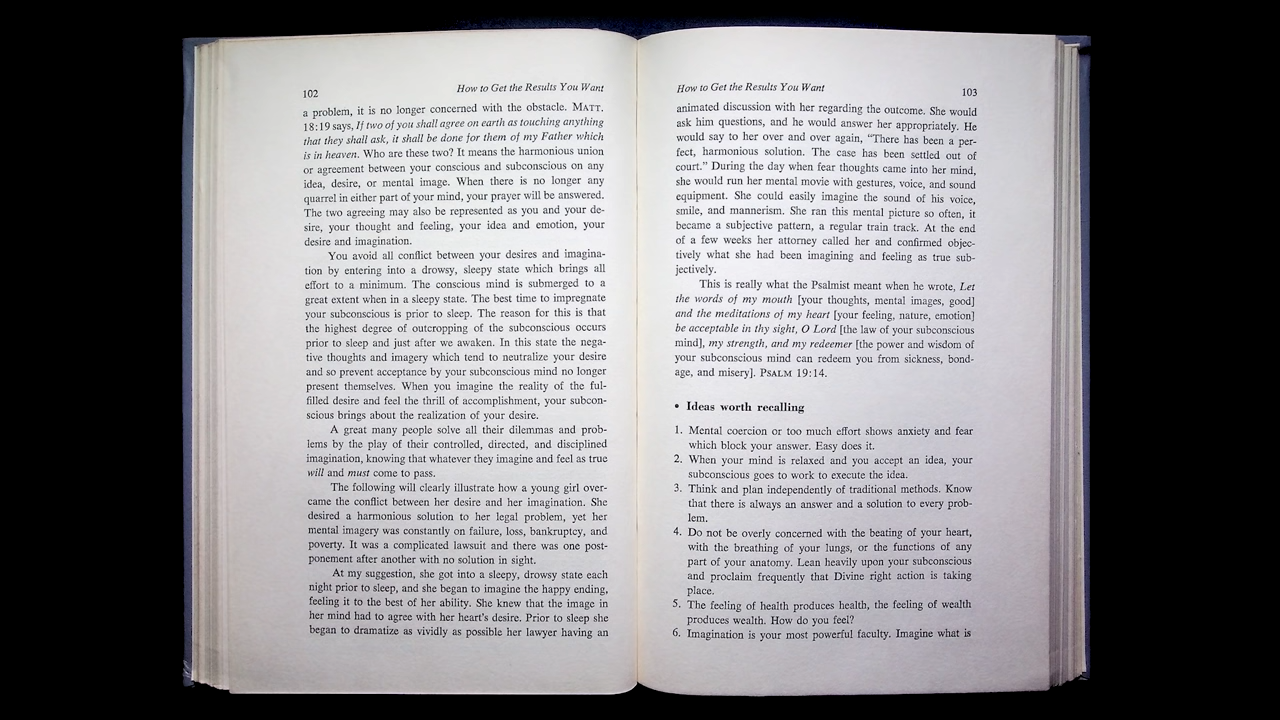 102
How to Get the Results You Want
a problem, it is no longer concerned with the obstacle. MATT.
18:19 says, If two of you shall agree on earth as touching anything
that they shall ask, it shall be done for them of my Father which
is in heaven. Who are these two? It means the harmonious union
or agreement between your conscious and subconscious on any
idea, desire, or mental image. When there is no longer any
quarrel in either part of your mind, your prayer will be answered.
The two agreeing may also be represented as you and your de-
sire, your thought and feeling, your idea and emotion, your
desire and imagination.
You avoid all conflict between your desires and imagina-
tion by entering into a drowsy, sleepy state which brings all
effort to a minimum. The conscious mind is submerged to a
great extent when in a sleepy state. The best time to impregnate
your subconscious is prior to sleep. The reason for this is that
the highest degree of outcropping of the subconscious occurs
prior to sleep and just after we awaken. In this state the nega-
tive thoughts and imagery which tend to neutralize your desire
and so prevent acceptance by your subconscious mind no longer
present themselves. When you imagine the reality of the ful-
filled desire and feel the thrill of accomplishment, your subcon-
scious brings about the realization of your desire.
A great many people solve all their dilemmas and prob-
lems by the play of their controlled, directed, and disciplined
imagination, knowing that whatever they imagine and feel as true
will and must come to pass.
The following will clearly illustrate how a young girl over-
came the conflict between her desire and her imagination. She
desired a harmonious solution to her legal problem, yet her
mental imagery was constantly on failure, loss, bankruptcy, and
poverty. It was a complicated lawsuit and there was one post-
ponement after another with no solution in sight.
At my suggestion, she got into a sleepy, drowsy state each
night prior to sleep, and she began to imagine the happy ending,
feeling it to the best of her ability. She knew that the image in
her mind had to agree with her heart's desire. Prior to sleep she
began to dramatize as vividly as possible her lawyer having an
How to Get the Results You Want
103
animated discussion with her regarding the outcome. She would
ask him questions, and he would answer her appropriately. He
would say to her over and over again, “There has been a per-
fect, harmonious solution. The case has been settled out of
court.” During the day when fear thoughts came into her mind,
she would run her mental movie with gestures, voice, and sound
equipment. She could easily imagine the sound of his voice,
smile, and mannerism. She ran this mental picture so often, it
became a subjective pattern, a regular train track. At the end
of a few weeks her attorney called her and confirmed objec-
tively what she had been imagining and feeling as true sub-
jectively.
This is really what the Psalmist meant when he wrote, Let
the words of my mouth [your thoughts, mental images, good]
and the meditations of my heart [your feeling, nature, emotion]
be acceptable in thy sight, O Lord [the law of your subconscious
mind], my strength, and my redeemer [the power and wisdom of
your subconscious mind can redeem you from sickness, bond-
age, and misery]. PSALM 19:14.
• Ideas worth recalling
1. Mental coercion or too much effort shows anxiety and fear
which block your answer. Easy does it.
2. When your mind is relaxed and you accept an idea, your
subconscious goes to work to execute the idea.
3. Think and plan independently of traditional methods. Know
that there is always an answer and a solution to every prob-
lem.
4. Do not be overly concerned with the beating of your heart,
with the breathing of your lungs, or the functions of any
part of your anatomy. Lean heavily upon your subconscious
and proclaim frequently that Divine right action is taking
place.
5. The feeling of health produces health, the feeling of wealth
produces wealth. How do you feel?
6. Imagination is your most powerful faculty. Imagine what is